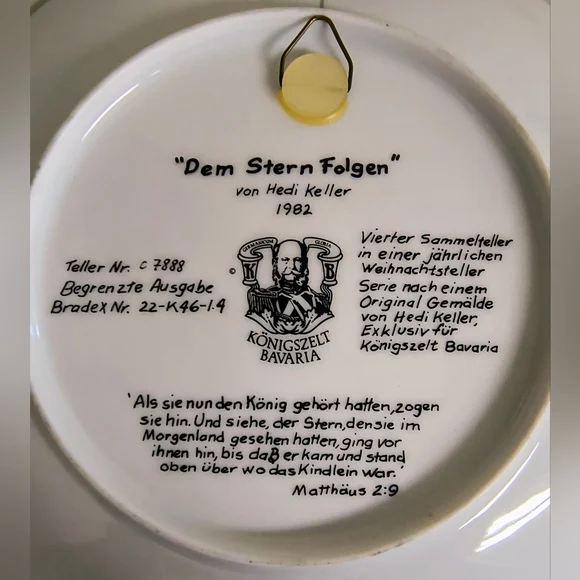 "Dem Stern Folgen"
von Hedi Keller
1982
Teller Nr. C 7888
Begrenzte Ausgabe
Bradex Nr. 22-K46-1.4
GERMANICUM GLORIA
©
K B
KÖNIGSZELT
BAVARIA
Vierter Sammelteller
in einer jährlichen
Weihnachtsteller
Serie nach einem
Original Gemälde
von Hedi Keller,
Exklusiv für
Königszelt Bavaria
'Als sie nun den König gehört hatten, zogen
sie hin. Und siehe, der Stern, den sie im
Morgenland gesehen hatten, ging vor
ihnen hin, bis daß er kam und stand
oben über wo das Kindlein war.'
Matthäus 2:9